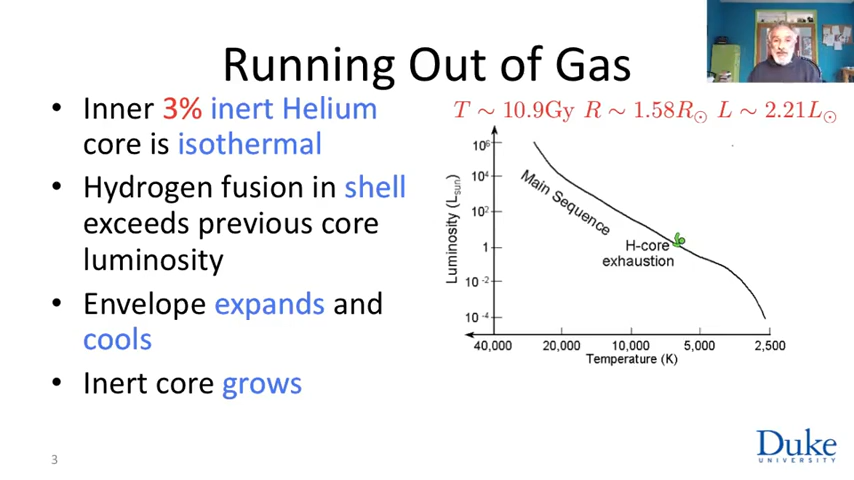 Running Out of Gas
• Inner 3% inert Helium
core is isothermal
• Hydrogen fusion in shell
exceeds previous core
luminosity
• Envelope expands and
cools
• Inert core grows
T ∼ 10.9Gy R ∼ 1.58R⊙ L ∼ 2.21L⊙
10⁶
10⁴
10²
1
10⁻²
10⁻⁴
Luminosity (Lsun)
Main Sequence
H-core
exhaustion
40,000 20,000 10,000 5,000 2,500
Temperature (K)
3
Duke
UNIVERSITY